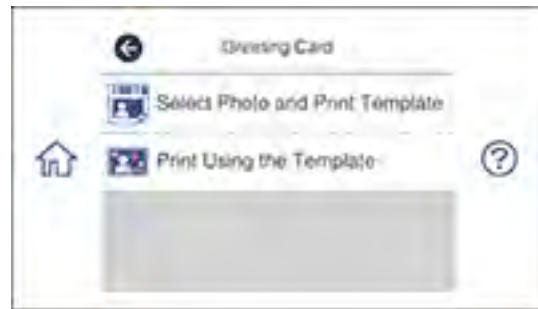 Greeting Card
Select Photo and Print Template
Print Using the Template